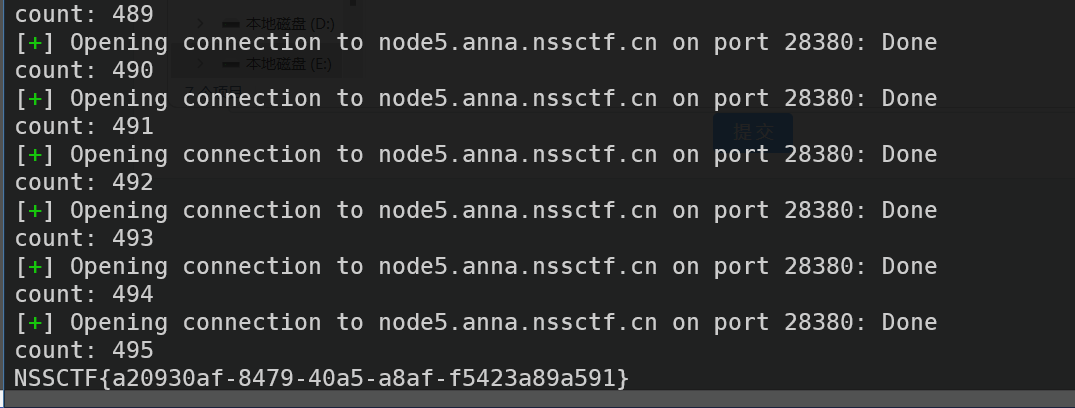 count: 489
本地磁盘 (D:)
[+] Opening connection to node5.anna.nssctf.cn on port 28380: Done
count: 490
本地磁盘 (E:)
[+] Opening connection to node5.anna.nssctf.cn on port 28380: Done
count: 491
提交
[+] Opening connection to node5.anna.nssctf.cn on port 28380: Done
count: 492
[+] Opening connection to node5.anna.nssctf.cn on port 28380: Done
count: 493
[+] Opening connection to node5.anna.nssctf.cn on port 28380: Done
count: 494
[+] Opening connection to node5.anna.nssctf.cn on port 28380: Done
count: 495
NSSCTF{a20930af-8479-40a5-a8af-f5423a89a591}